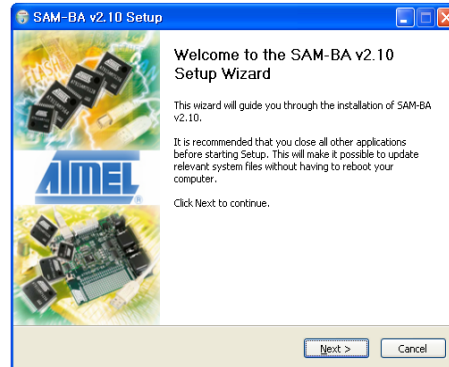 SAM-BA v2.10 Setup
Welcome to the SAM-BA v2.10
Setup Wizard
This wizard will guide you through the installation of SAM-BA
v2.10.
It is recommended that you close all other applications
before starting Setup. This will make it possible to update
relevant system files without having to reboot your
computer.
Click Next to continue.
FLASH
ATMEL
Next >
Cancel